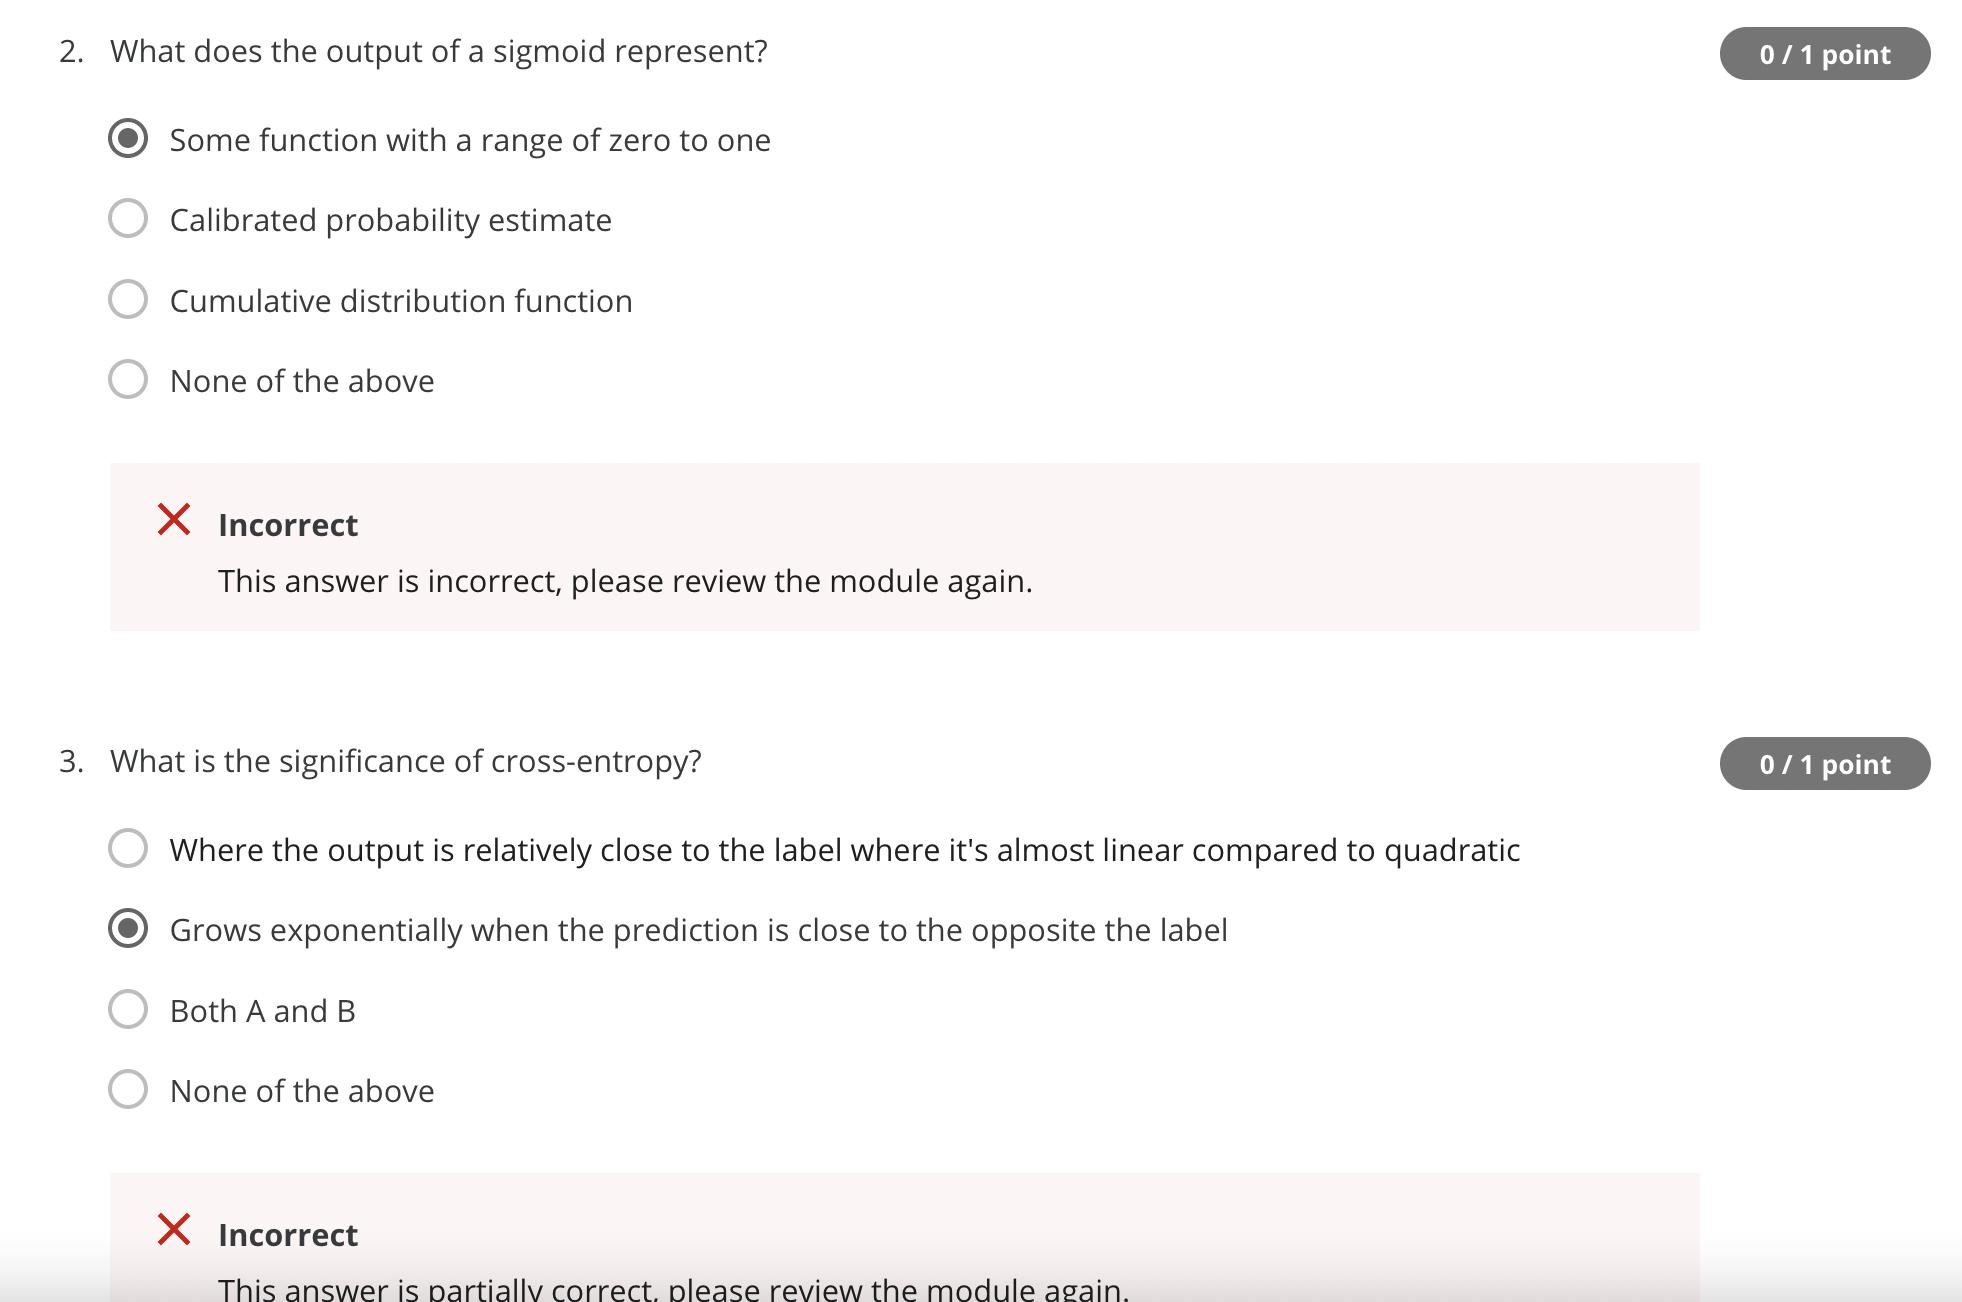 2. What does the output of a sigmoid represent?
0 / 1 point
Some function with a range of zero to one
Calibrated probability estimate
Cumulative distribution function
None of the above
Incorrect
This answer is incorrect, please review the module again.
3. What is the significance of cross-entropy?
0 / 1 point
Where the output is relatively close to the label where it's almost linear compared to quadratic
Grows exponentially when the prediction is close to the opposite the label
Both A and B
None of the above
Incorrect
This answer is partially correct, please review the module again.